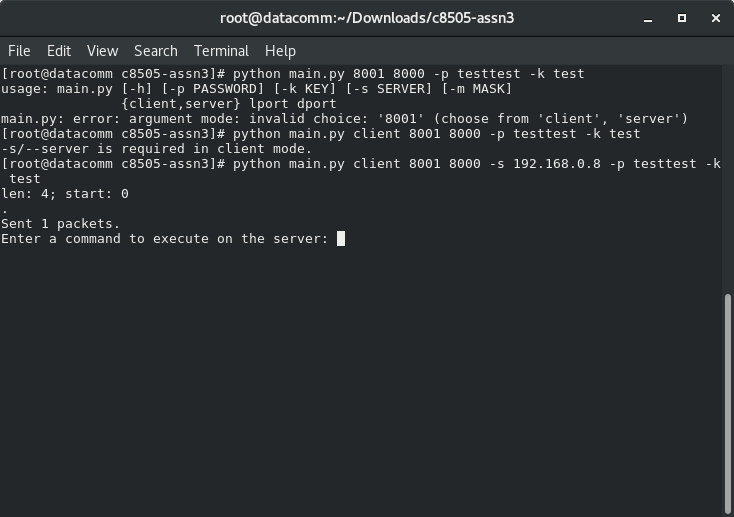 root@datacomm:~/Downloads/c8505-assn3
File Edit View Search Terminal Help
[root@datacomm c8505-assn3]# python main.py 8001 8000 -p testtest -k test
usage: main.py [-h] [-p PASSWORD] [-k KEY] [-s SERVER] [-m MASK]
               {client,server} lport dport
main.py: error: argument mode: invalid choice: '8001' (choose from 'client', 'server')
[root@datacomm c8505-assn3]# python main.py client 8001 8000 -p testtest -k test
-s/--server is required in client mode.
[root@datacomm c8505-assn3]# python main.py client 8001 8000 -s 192.168.0.8 -p testtest -k
 test
len: 4; start: 0
.
Sent 1 packets.
Enter a command to execute on the server: